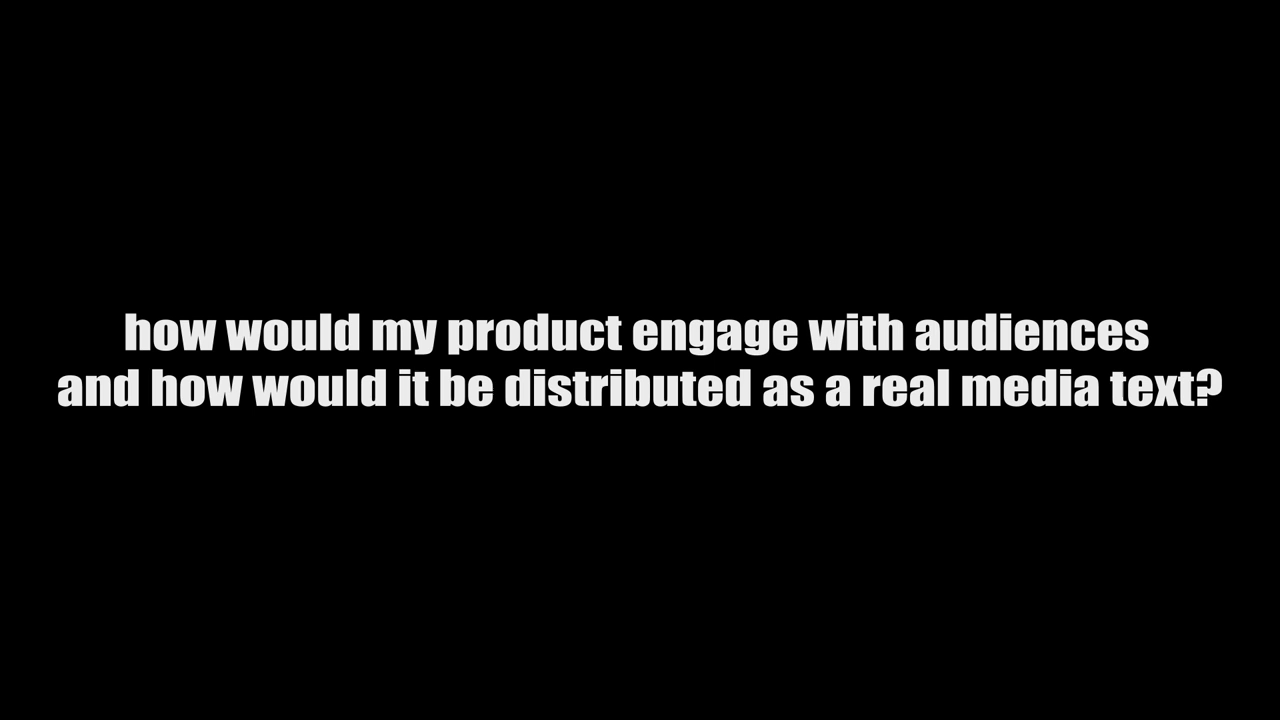 how would my product engage with audiences
and how would it be distributed as a real media text?